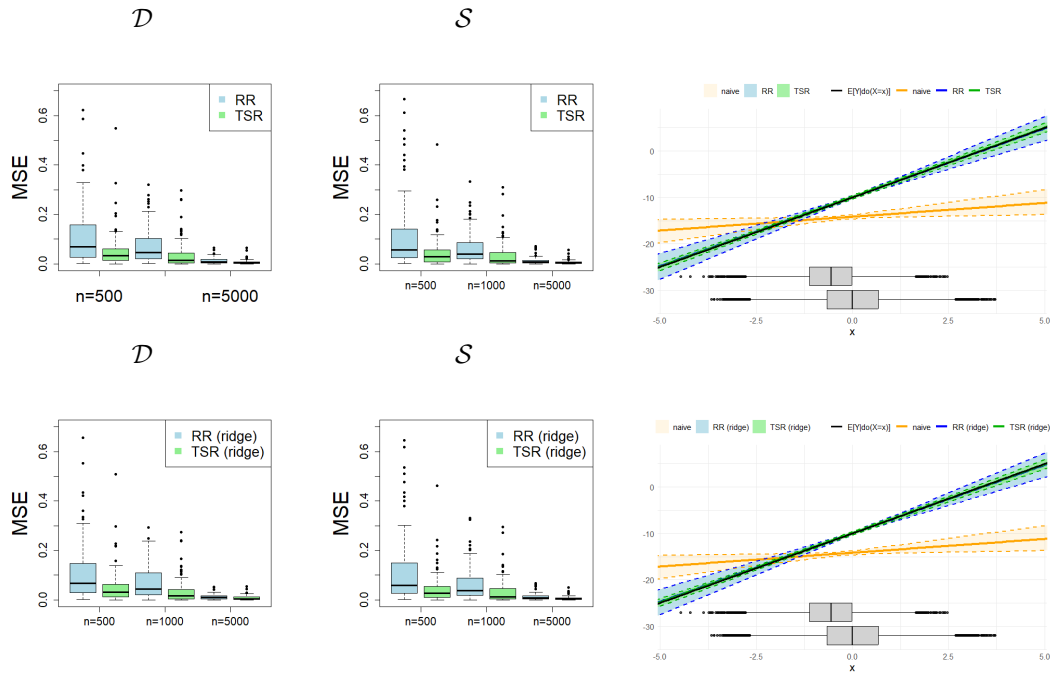 𝒟
𝒮
MSE
0.0
0.2
0.4
0.6
RR
TSR
n=500
n=5000
MSE
0.0
0.2
0.4
0.6
RR
TSR
n=500
n=1000
n=5000
naive RR TSR E[Y|do(X=x)] naive RR TSR
0
-10
-20
-30
-5.0
-2.5
0.0
2.5
5.0
x
𝒟
𝒮
MSE
0.0
0.2
0.4
0.6
RR (ridge)
TSR (ridge)
n=500
n=1000
n=5000
MSE
0.0
0.2
0.4
0.6
RR (ridge)
TSR (ridge)
n=500
n=1000
n=5000
naive RR (ridge) TSR (ridge) E[Y|do(X=x)] naive RR (ridge) TSR (ridge)
0
-10
-20
-30
-5.0
-2.5
0.0
2.5
5.0
x